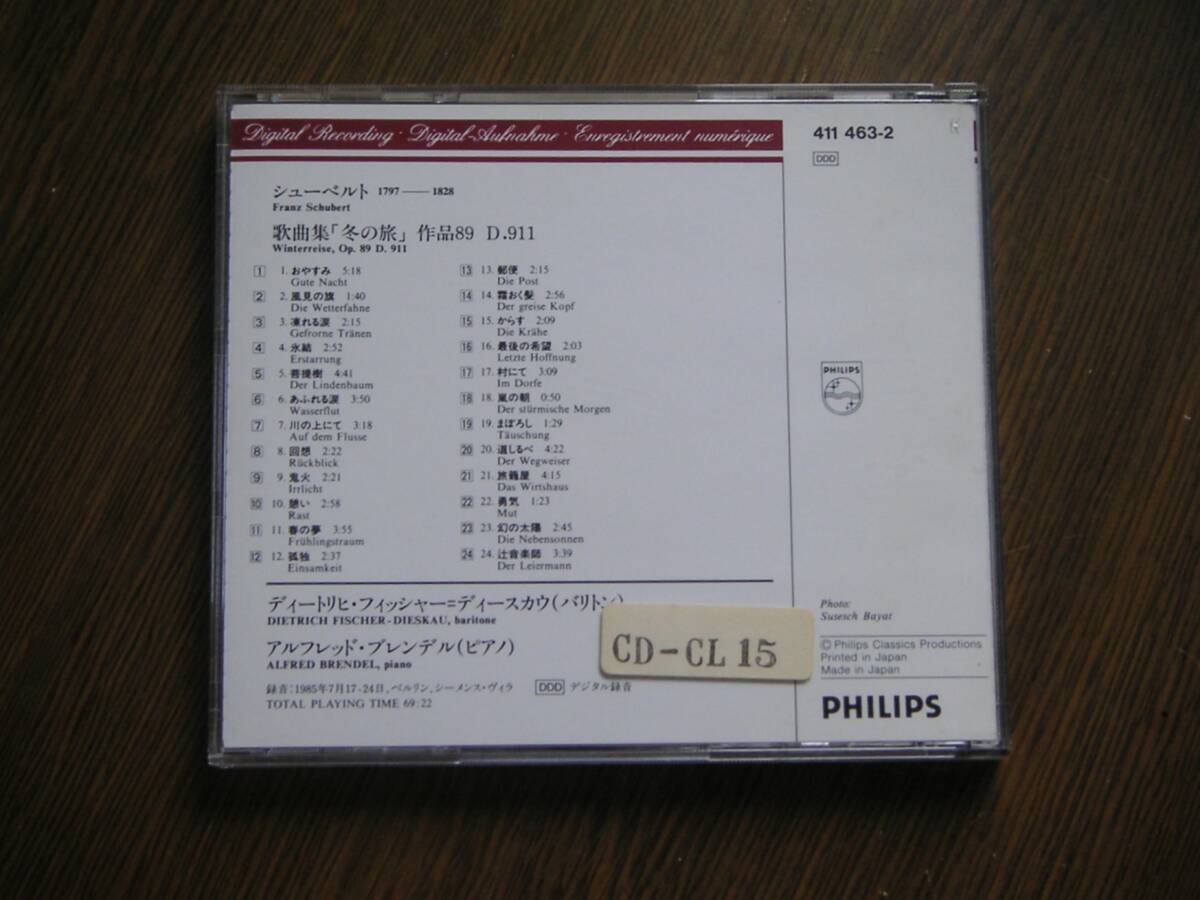 Digital Recording · Digital-Aufnahme · Enregistrement numérique
シューベルト 1797——1828
Franz Schubert
歌曲集「冬の旅」作品89 D.911
Winterreise, Op. 89 D. 911
1 1. おやすみ 5:18
Gute Nacht
2 2. 風見の旗 1:40
Die Wetterfahne
3 3. 凍れる涙 2:15
Gefrorne Tränen
4 4. 氷結 2:52
Erstarrung
5 5. 菩提樹 4:41
Der Lindenbaum
6 6. あふれる涙 3:50
Wasserflut
7 7. 川の上にて 3:18
Auf dem Flusse
8 8. 回想 2:22
Rückblick
9 9. 鬼火 2:21
Irrlicht
10 10. 憩い 2:58
Rast
11 11. 春の夢 3:55
Frühlingstraum
12 12. 孤独 2:37
Einsamkeit
13 13. 郵便 2:15
Die Post
14 14. 霜おく髪 2:56
Der greise Kopf
15 15. からす 2:09
Die Krähe
16 16. 最後の希望 2:03
Letzte Hoffnung
17 17. 村にて 3:09
Im Dorfe
18 18. 嵐の朝 0:50
Der stürmische Morgen
19 19. まぼろし 1:29
Täuschung
20 20. 道しるべ 4:22
Der Wegweiser
21 21. 旅籠屋 4:15
Das Wirtshaus
22 22. 勇気 1:23
Mut
23 23. 幻の太陽 2:45
Die Nebensonnen
24 24. 辻音楽師 3:39
Der Leiermann
ディートリヒ・フィッシャー=ディースカウ(バリトン)
DIETRICH FISCHER-DIESKAU, baritone
アルフレッド・ブレンデル(ピアノ)
ALFRED BRENDEL, piano
録音:1985年7月17-24日、ベルリン、シーメンス・ヴィラ DDD デジタル録音
TOTAL PLAYING TIME 69:22
CD-CL 15
411 463-2
DDD
PHILIPS
Photo:
Susesch Bayat
© Philips Classics Productions
Printed in Japan
Made in Japan
PHILIPS